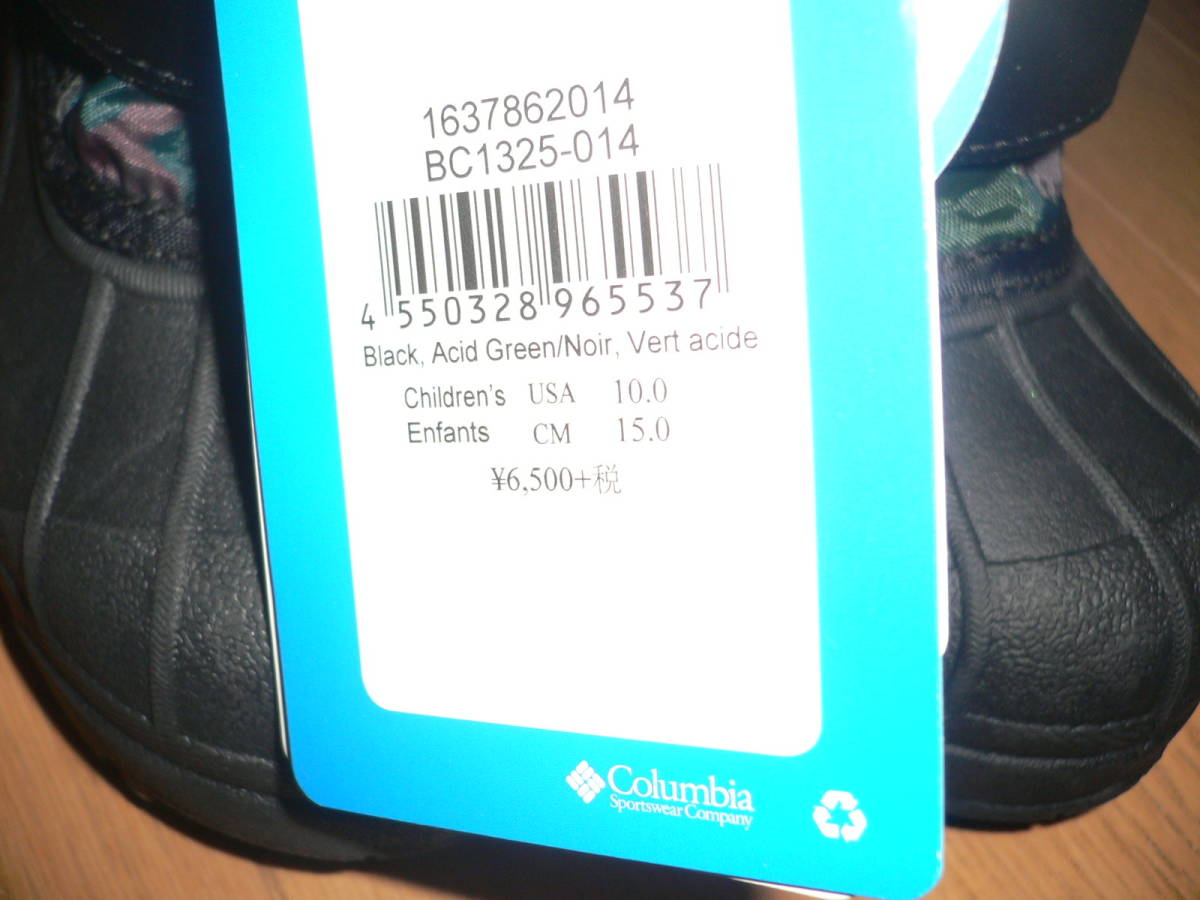 1637862014
BC1325-014
4 550328 965537
Black, Acid Green/Noir, Vert acide
Children's USA 10.0
Enfants CM 15.0
¥6,500+税
Columbia
Sportswear Company